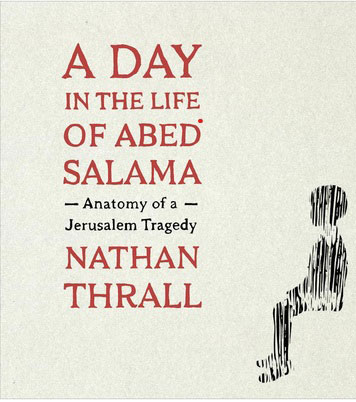 A DAY
IN THE LIFE
OF ABED
SALAMA
— Anatomy of a —
Jerusalem Tragedy
NATHAN
THRALL